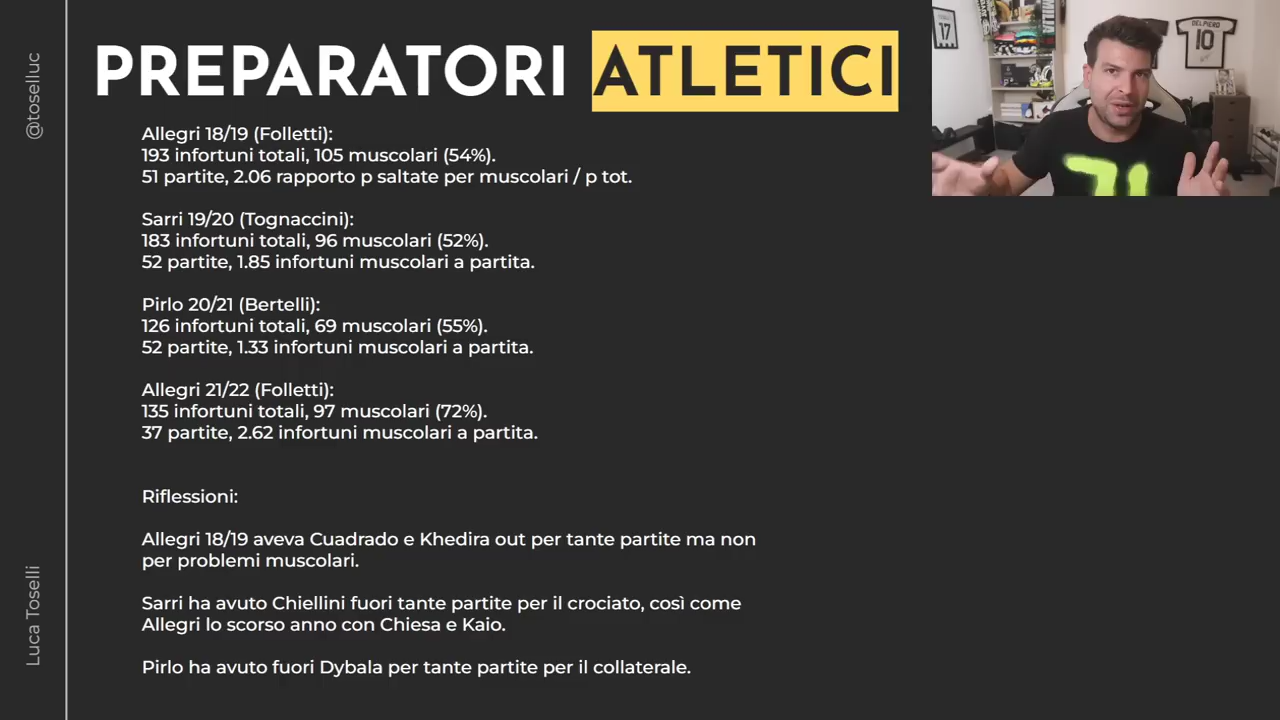 PREPARATORI ATLETICI
Allegri 18/19 (Folletti):
193 infortuni totali, 105 muscolari (54%).
51 partite, 2.06 rapporto p saltate per muscolari / p tot.
Sarri 19/20 (Tognaccini):
183 infortuni totali, 96 muscolari (52%).
52 partite, 1.85 infortuni muscolari a partita.
Pirlo 20/21 (Bertelli):
126 infortuni totali, 69 muscolari (55%).
52 partite, 1.33 infortuni muscolari a partita.
Allegri 21/22 (Folletti):
135 infortuni totali, 97 muscolari (72%).
37 partite, 2.62 infortuni muscolari a partita.
Riflessioni:
Allegri 18/19 aveva Cuadrado e Khedira out per tante partite ma non
per problemi muscolari.
Sarri ha avuto Chiellini fuori tante partite per il crociato, così come
Allegri lo scorso anno con Chiesa e Kaio.
Pirlo ha avuto fuori Dybala per tante partite per il collaterale.
@toselluc
Luca Toselli
17
DEL PIERO
10